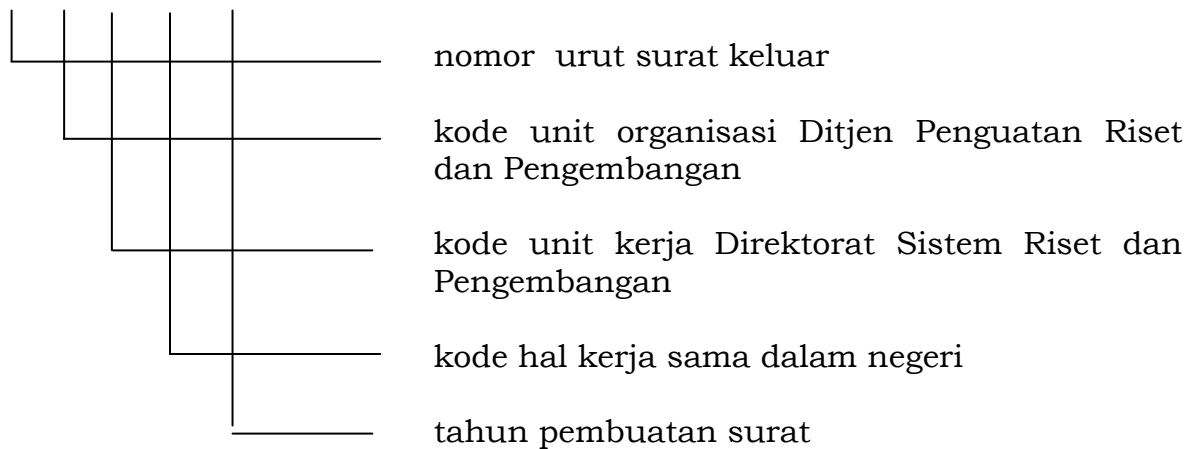 nomor urut surat keluar
kode unit organisasi Ditjen Penguatan Riset
dan Pengembangan
kode unit kerja Direktorat Sistem Riset dan
Pengembangan
kode hal kerja sama dalam negeri
tahun pembuatan surat